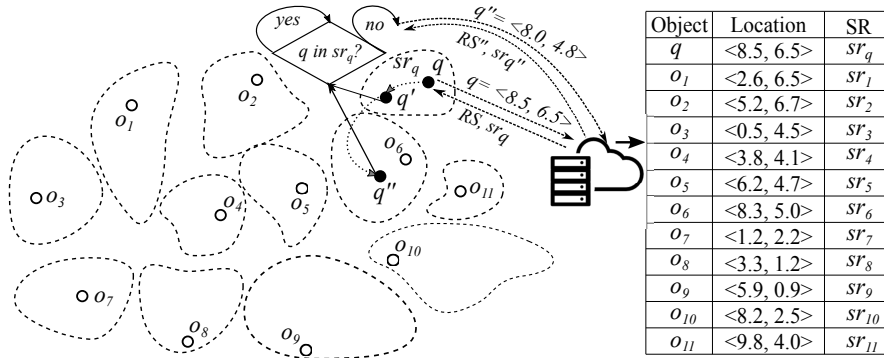 yes
no
q in sr_q?
q''= <8.0, 4.8>
RS'', sr_q''
sr_q
q
q'
q= <8.5, 6.5>
RS, sr_q
o_1
o_2
o_3
o_4
o_5
o_6
q''
o_11
o_10
o_7
o_8
o_9
Object Location SR
q <8.5, 6.5> sr_q
o_1 <2.6, 6.5> sr_1
o_2 <5.2, 6.7> sr_2
o_3 <0.5, 4.5> sr_3
o_4 <3.8, 4.1> sr_4
o_5 <6.2, 4.7> sr_5
o_6 <8.3, 5.0> sr_6
o_7 <1.2, 2.2> sr_7
o_8 <3.3, 1.2> sr_8
o_9 <5.9, 0.9> sr_9
o_10 <8.2, 2.5> sr_10
o_11 <9.8, 4.0> sr_11